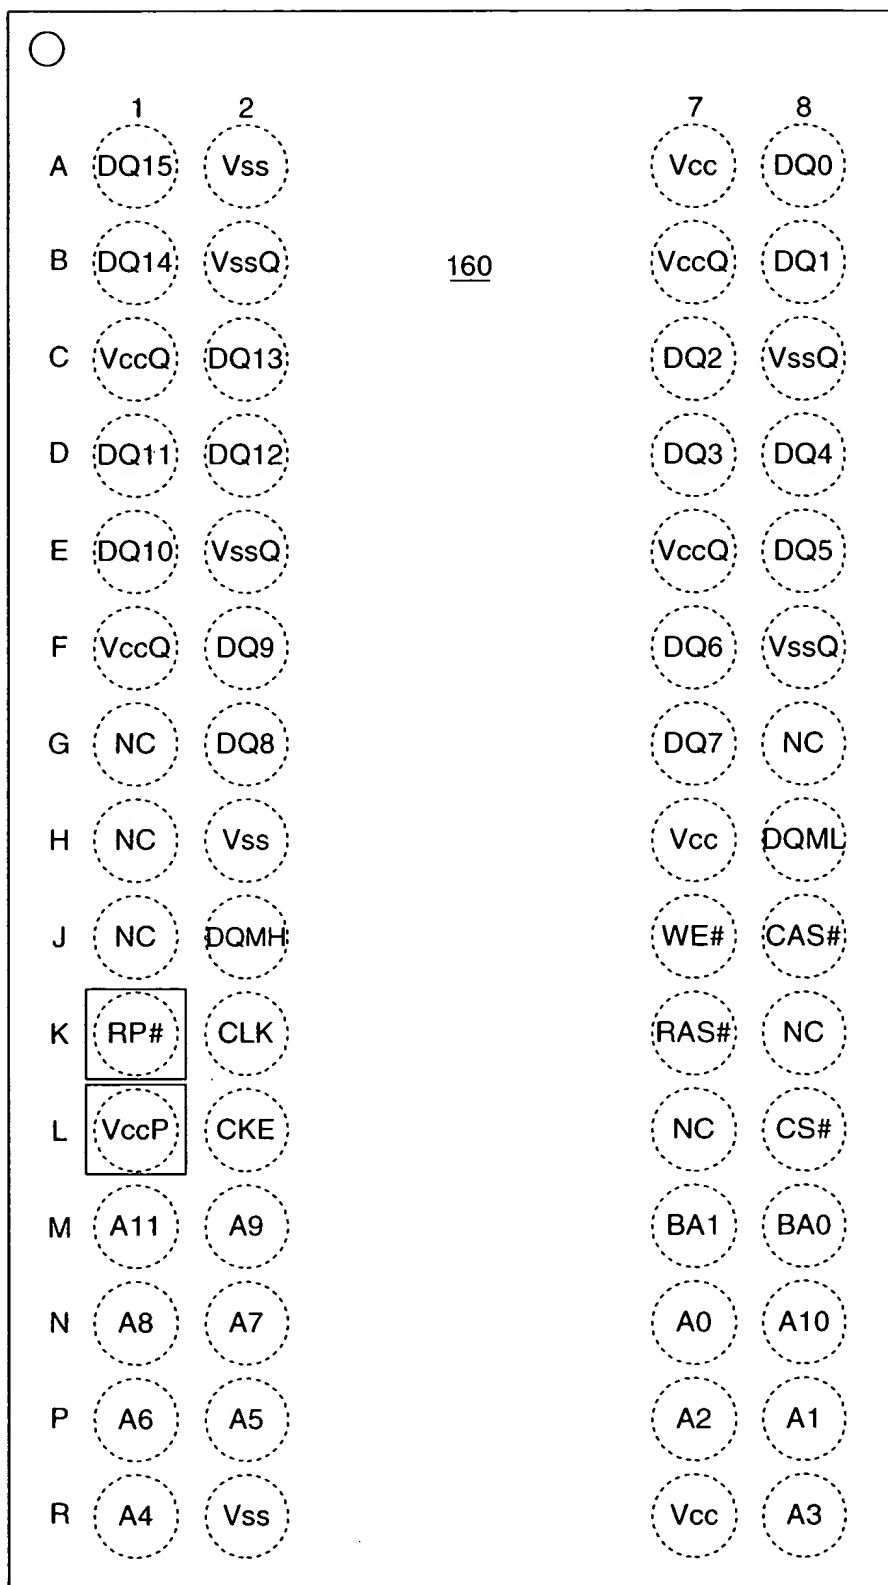 1 2 7 8
A DQ15 Vss Vcc DQ0
B DQ14 VssQ 160 VccQ DQ1
C VccQ DQ13 DQ2 VssQ
D DQ11 DQ12 DQ3 DQ4
E DQ10 VssQ VccQ DQ5
F VccQ DQ9 DQ6 VssQ
G NC DQ8 DQ7 NC
H NC Vss Vcc DQML
J NC DQMH WE# CAS#
K RP# CLK RAS# NC
L VccP CKE NC CS#
M A11 A9 BA1 BA0
N A8 A7 A0 A10
P A6 A5 A2 A1
R A4 Vss Vcc A3